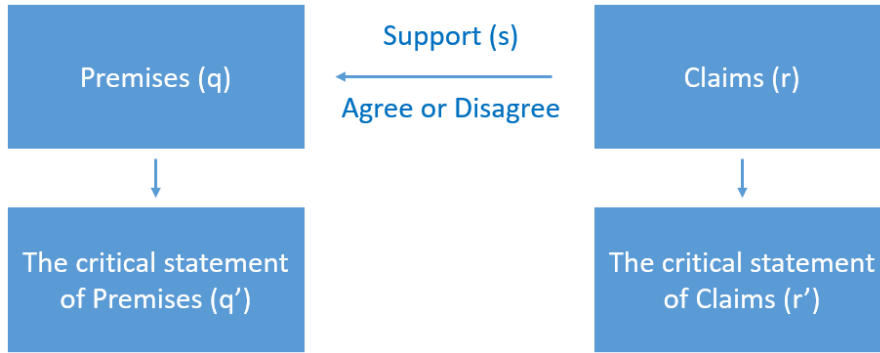 Support (s)
Premises (q)
Claims (r)
Agree or Disagree
The critical statement
of Premises (q’)
The critical statement
of Claims (r’)